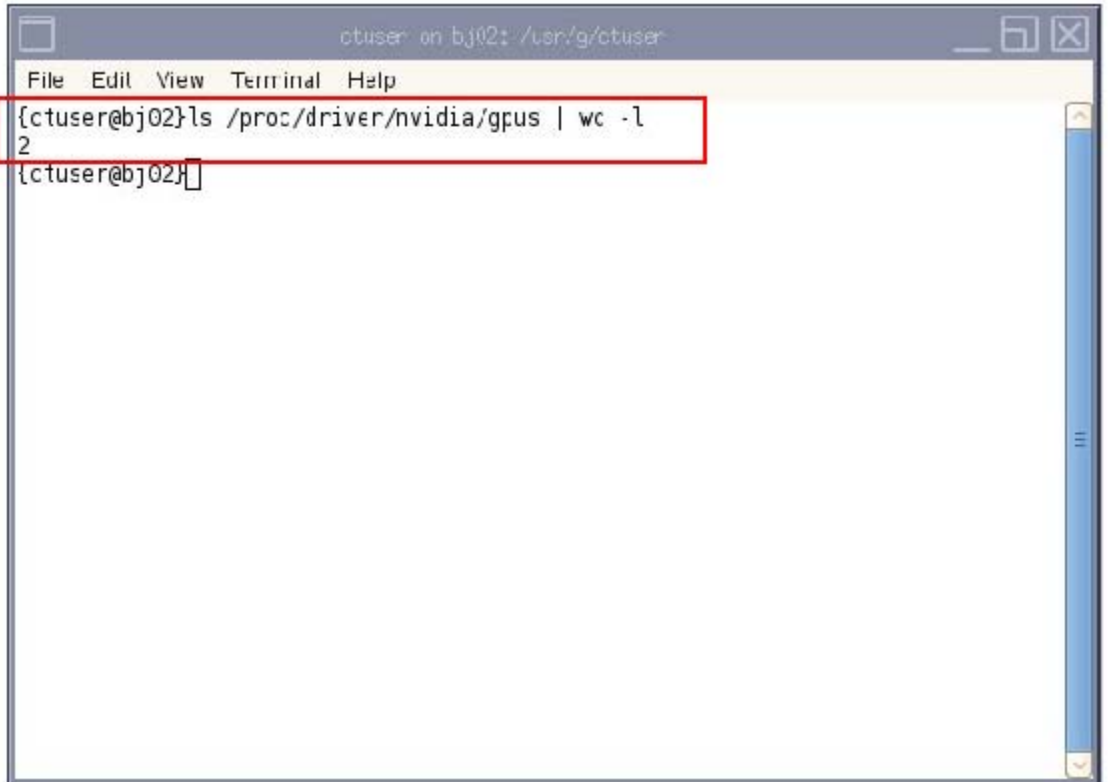 ctuser on bj02: /usr/g/ctuser
File Edit View Terminal Help
{ctuser@bj02}ls /proc/driver/nvidia/gpus | wc -l
2
{ctuser@bj02}